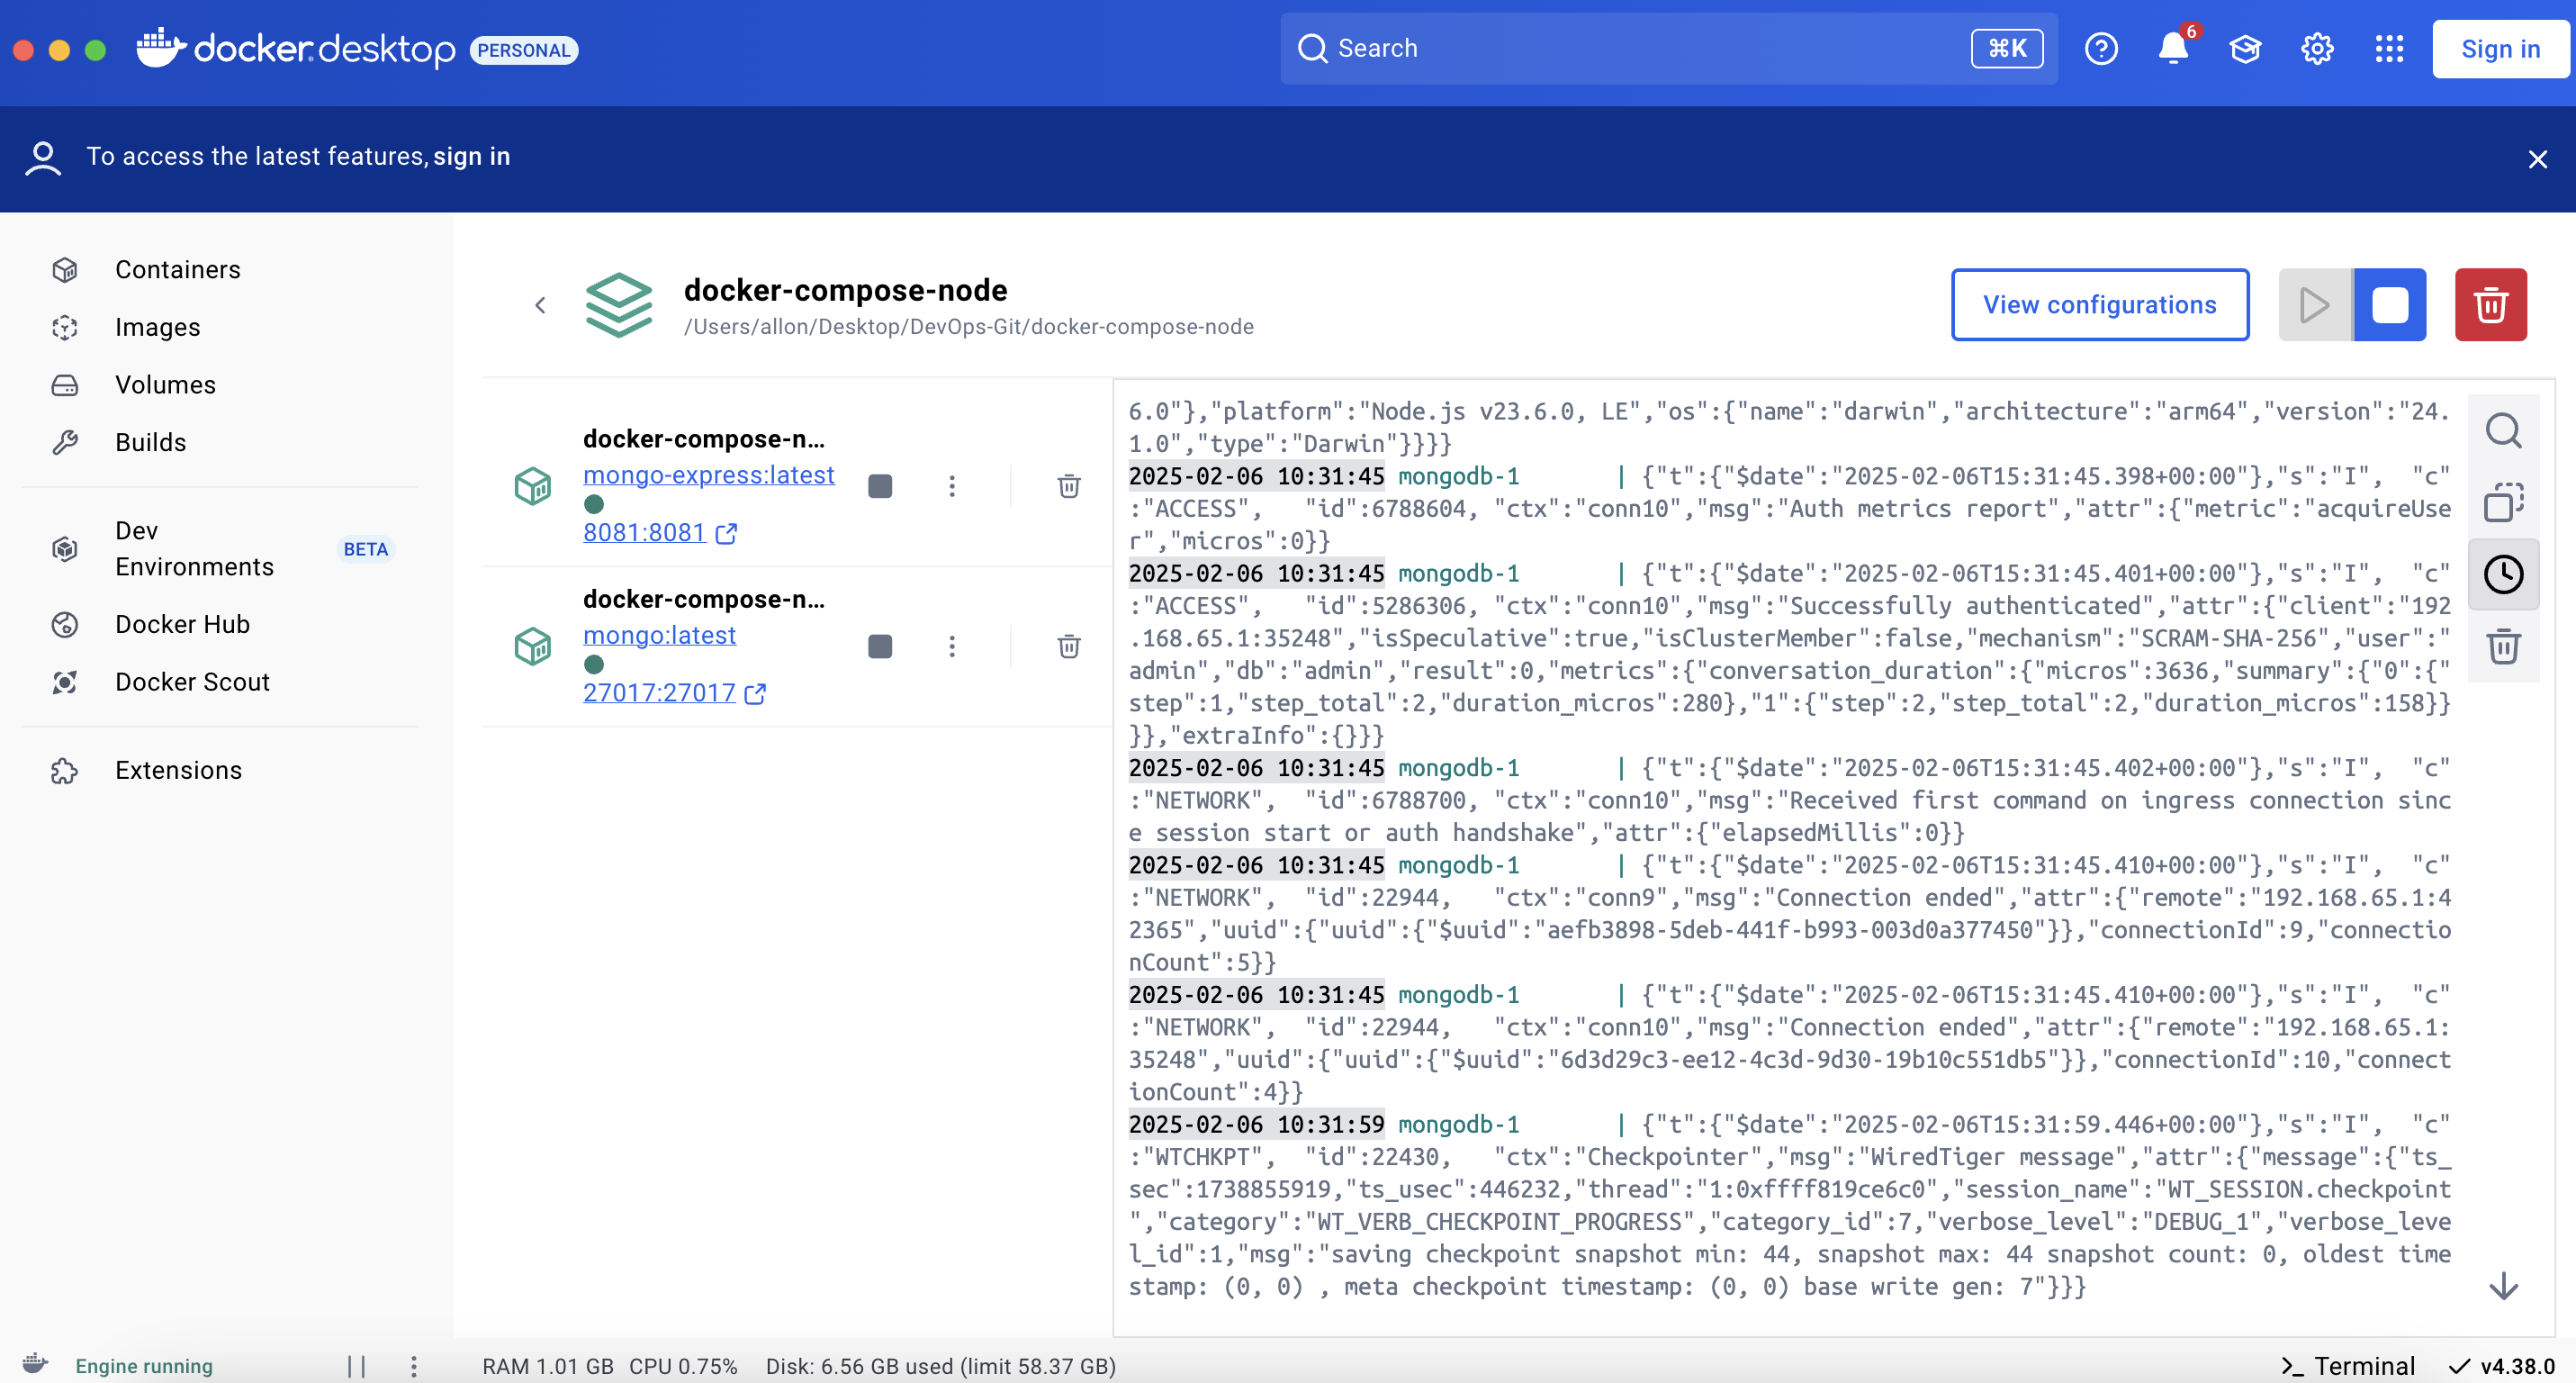 docker desktop PERSONAL
Search
⌘K
6
Sign in
To access the latest features, sign in
Containers
Images
Volumes
Builds
Dev
Environments
BETA
Docker Hub
Docker Scout
Extensions
docker-compose-node
/Users/allon/Desktop/DevOps-Git/docker-compose-node
View configurations
docker-compose-n...
mongo-express:latest
8081:8081
docker-compose-n...
mongo:latest
27017:27017
6.0"},"platform":"Node.js v23.6.0, LE","os":{"name":"darwin","architecture":"arm64","version":"24.
1.0","type":"Darwin"}}}}
2025-02-06 10:31:45 mongodb-1 | {"t":{"$date":"2025-02-06T15:31:45.398+00:00"},"s":"I", "c"
:"ACCESS", "id":6788604, "ctx":"conn10","msg":"Auth metrics report","attr":{"metric":"acquireUse
r","micros":0}}
2025-02-06 10:31:45 mongodb-1 | {"t":{"$date":"2025-02-06T15:31:45.401+00:00"},"s":"I", "c"
:"ACCESS", "id":5286306, "ctx":"conn10","msg":"Successfully authenticated","attr":{"client":"192
.168.65.1:35248","isSpeculative":true,"isClusterMember":false,"mechanism":"SCRAM-SHA-256","user":"
admin","db":"admin","result":0,"metrics":{"conversation_duration":{"micros":3636,"summary":{"0":{"
step":1,"step_total":2,"duration_micros":280},"1":{"step":2,"step_total":2,"duration_micros":158}}
}},"extraInfo":{}}}
2025-02-06 10:31:45 mongodb-1 | {"t":{"$date":"2025-02-06T15:31:45.402+00:00"},"s":"I", "c"
:"NETWORK", "id":6788700, "ctx":"conn10","msg":"Received first command on ingress connection sinc
e session start or auth handshake","attr":{"elapsedMillis":0}}
2025-02-06 10:31:45 mongodb-1 | {"t":{"$date":"2025-02-06T15:31:45.410+00:00"},"s":"I", "c"
:"NETWORK", "id":22944, "ctx":"conn9","msg":"Connection ended","attr":{"remote":"192.168.65.1:4
2365","uuid":{"uuid":{"$uuid":"aefb3898-5deb-441f-b993-003d0a377450"}},"connectionId":9,"connectio
nCount":5}}
2025-02-06 10:31:45 mongodb-1 | {"t":{"$date":"2025-02-06T15:31:45.410+00:00"},"s":"I", "c"
:"NETWORK", "id":22944, "ctx":"conn10","msg":"Connection ended","attr":{"remote":"192.168.65.1:
35248","uuid":{"uuid":{"$uuid":"6d3d29c3-ee12-4c3d-9d30-19b10c551db5"}},"connectionId":10,"connect
ionCount":4}}
2025-02-06 10:31:59 mongodb-1 | {"t":{"$date":"2025-02-06T15:31:59.446+00:00"},"s":"I", "c"
:"WTCHKPT", "id":22430, "ctx":"Checkpointer","msg":"WiredTiger message","attr":{"message":{"ts_
sec":1738855919,"ts_usec":446232,"thread":"1:0xffff819ce6c0","session_name":"WT_SESSION.checkpoint
","category":"WT_VERB_CHECKPOINT_PROGRESS","category_id":7,"verbose_level":"DEBUG_1","verbose_leve
l_id":1,"msg":"saving checkpoint snapshot min: 44, snapshot max: 44 snapshot count: 0, oldest time
stamp: (0, 0) , meta checkpoint timestamp: (0, 0) base write gen: 7"}}}
Engine running
RAM 1.01 GB CPU 0.75% Disk: 6.56 GB used (limit 58.37 GB)
>_ Terminal
v4.38.0